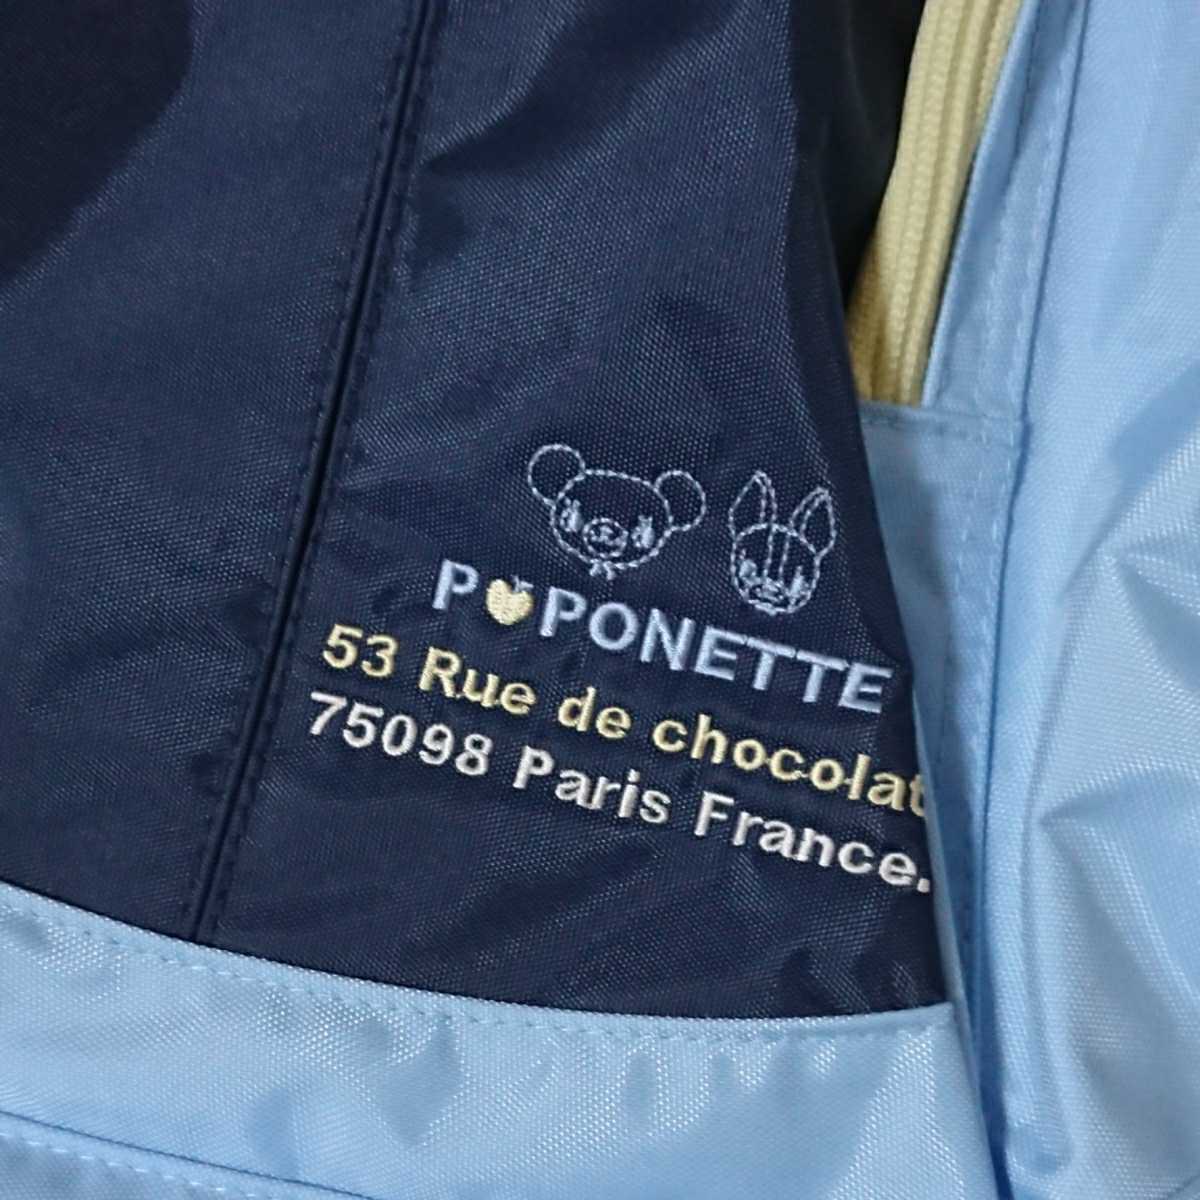 POPONETTE
53 Rue de chocolat
75098 Paris France.